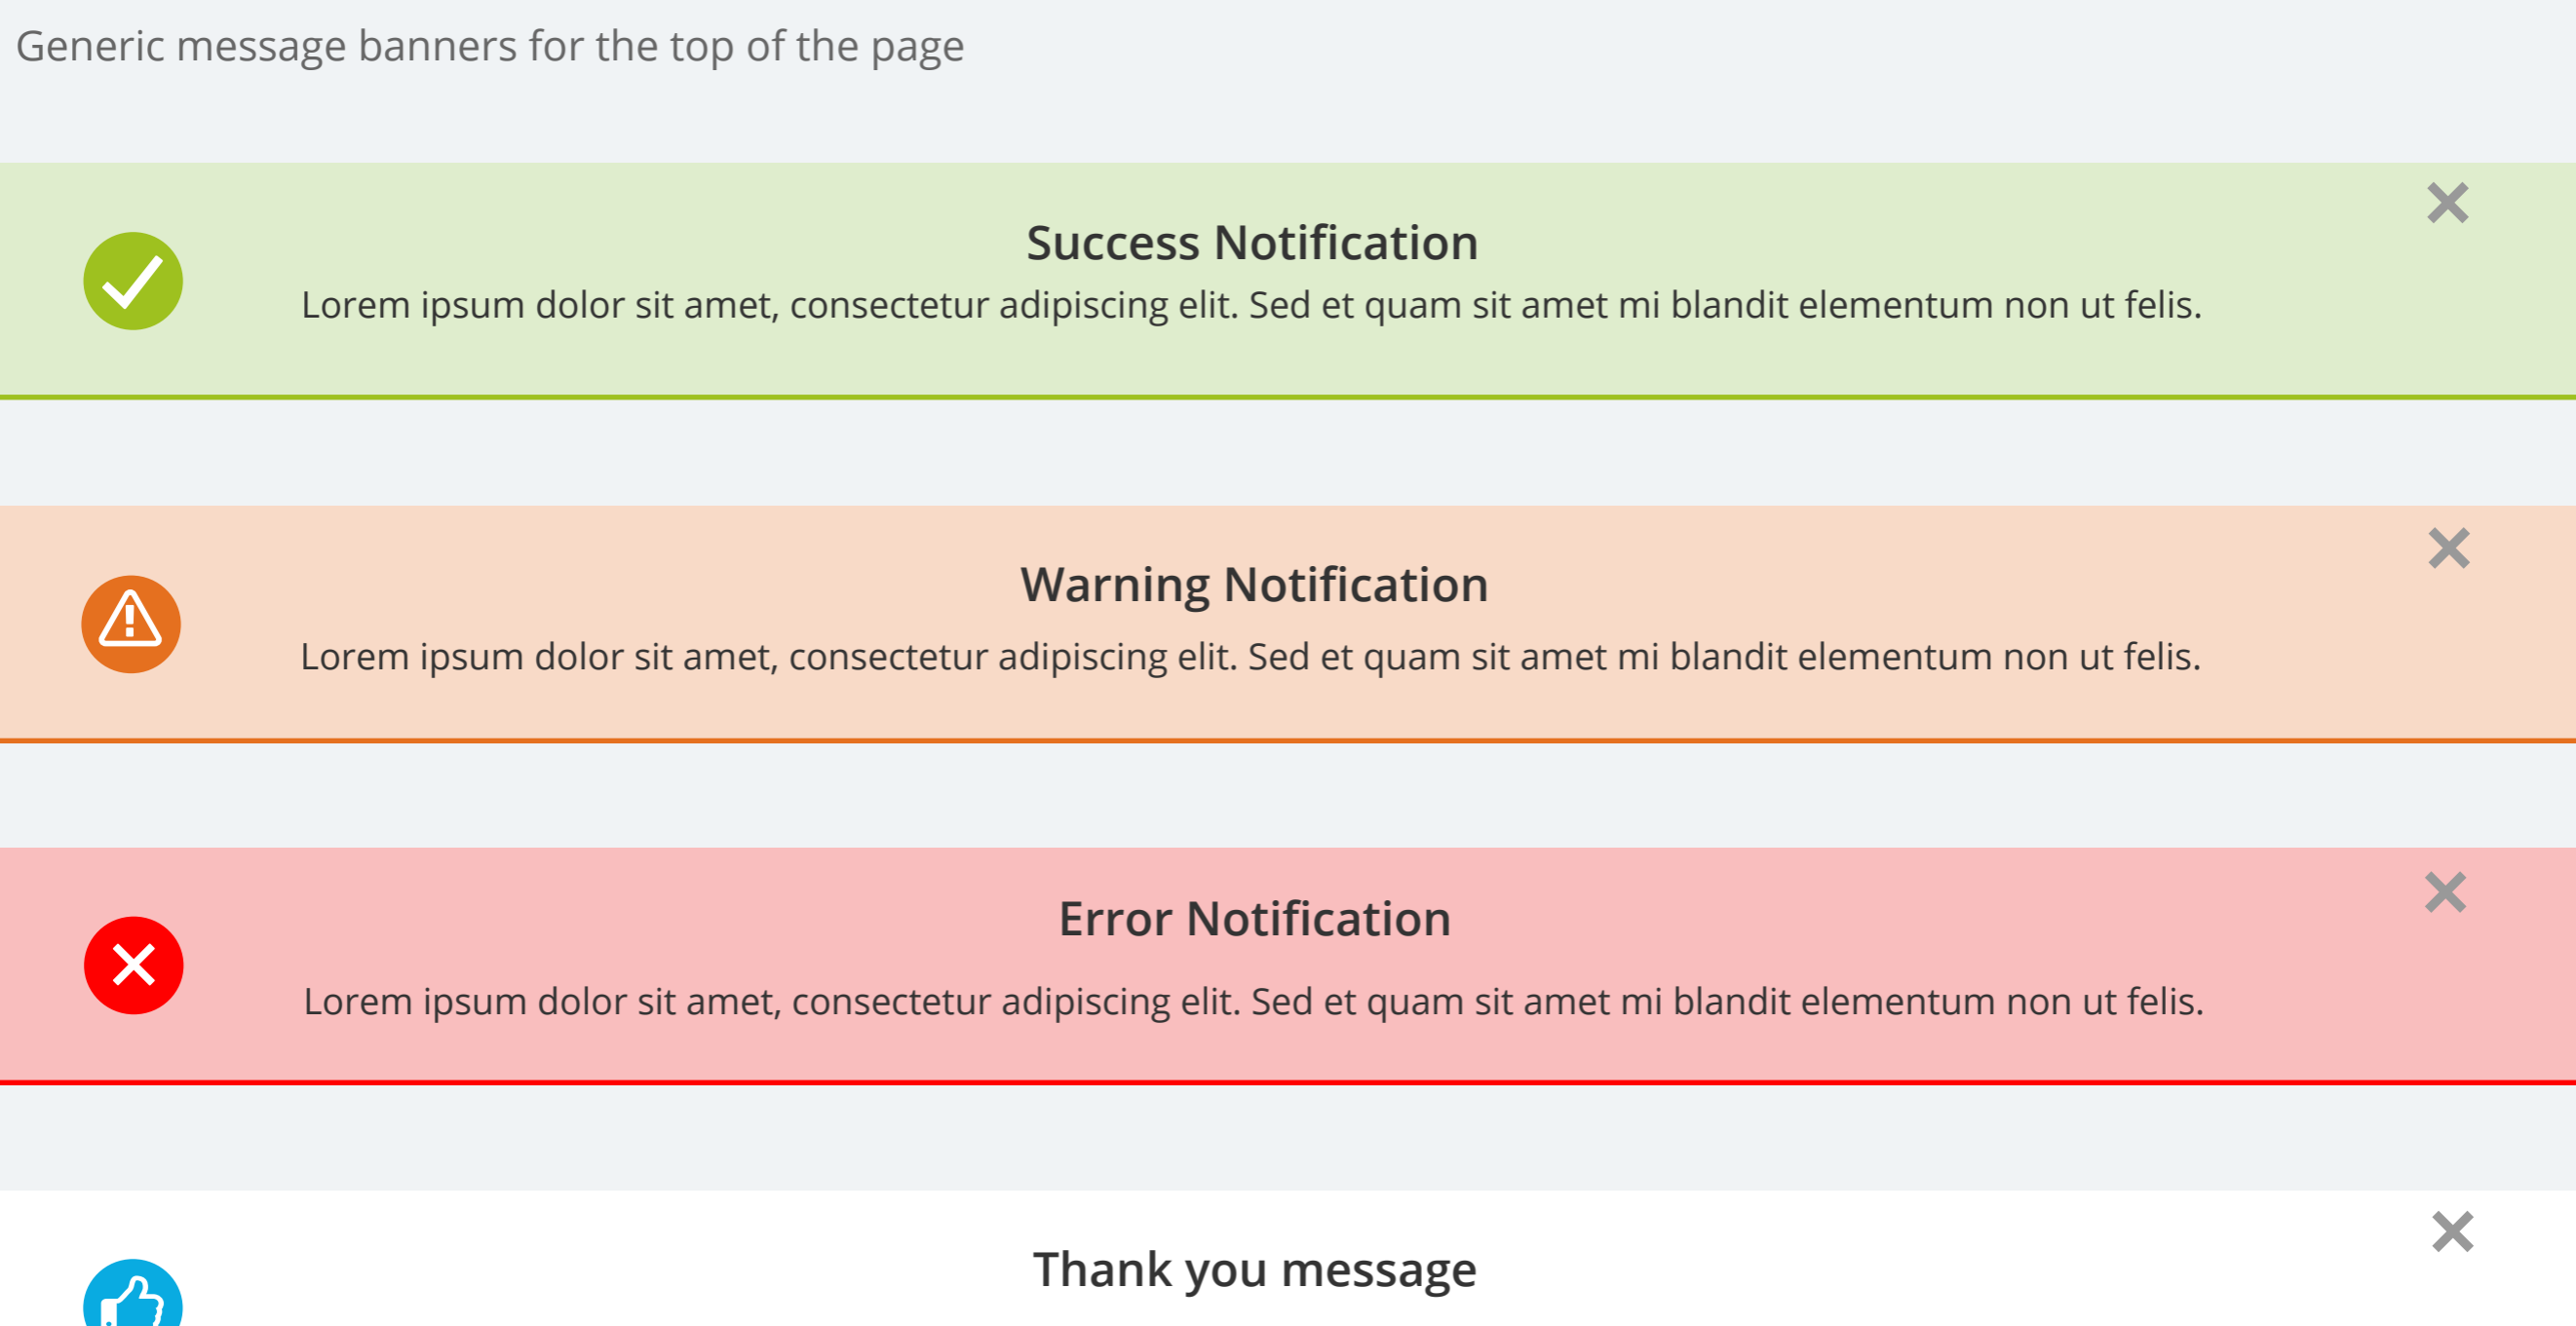 Generic message banners for the top of the page
Success Notification
Lorem ipsum dolor sit amet, consectetur adipiscing elit. Sed et quam sit amet mi blandit elementum non ut felis.
Warning Notification
Lorem ipsum dolor sit amet, consectetur adipiscing elit. Sed et quam sit amet mi blandit elementum non ut felis.
Error Notification
Lorem ipsum dolor sit amet, consectetur adipiscing elit. Sed et quam sit amet mi blandit elementum non ut felis.
Thank you message